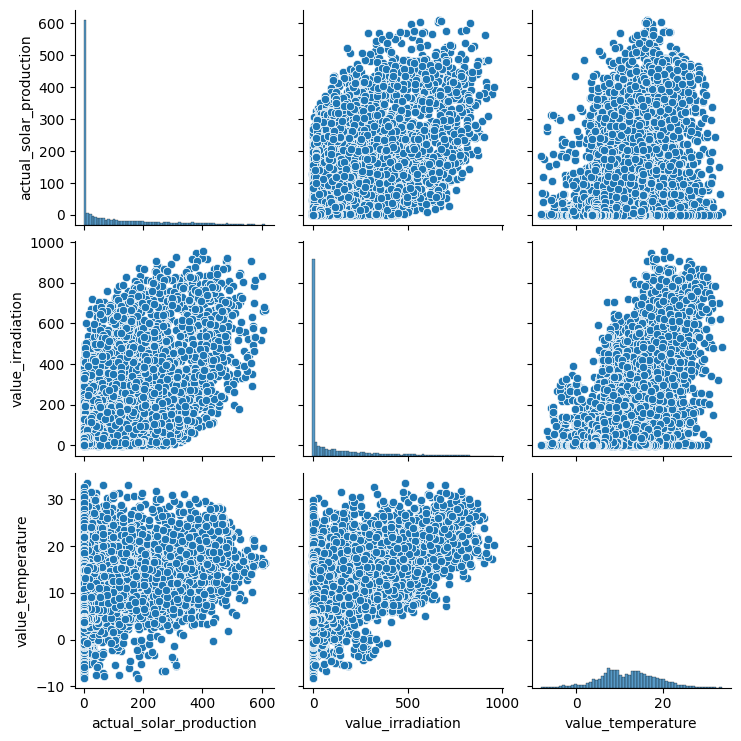 600
500
400
300
200
100
0
actual_solar_production
1000
800
600
400
200
0
value_irradiation
30
20
10
0
−10
value_temperature
0 200 400 600
actual_solar_production
0 500 1000
value_irradiation
0 20
value_temperature